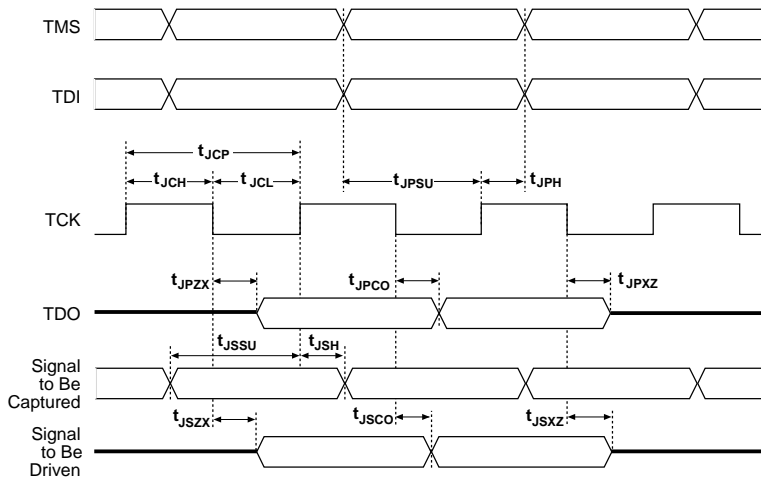 TMS
TDI
tJCP
tJCH
tJCL
tJPSU
tJPH
TCK
tJPZX
tJPCO
tJPXZ
TDO
tJSSU
tJSH
Signal
to Be
Captured
tJSZX
tJSCO
tJSXZ
Signal
to Be
Driven